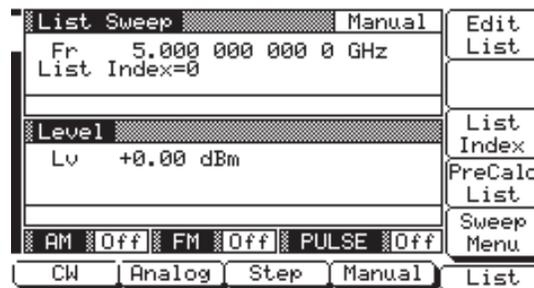 List Sweep Manual
Fr 5.000 000 000 0 GHz
List Index=0
Level
Lv +0.00 dBm
AM Off FM Off PULSE Off
CW Analog Step Manual List
Edit
List
List
Index
PreCalc
List
Sweep
Menu